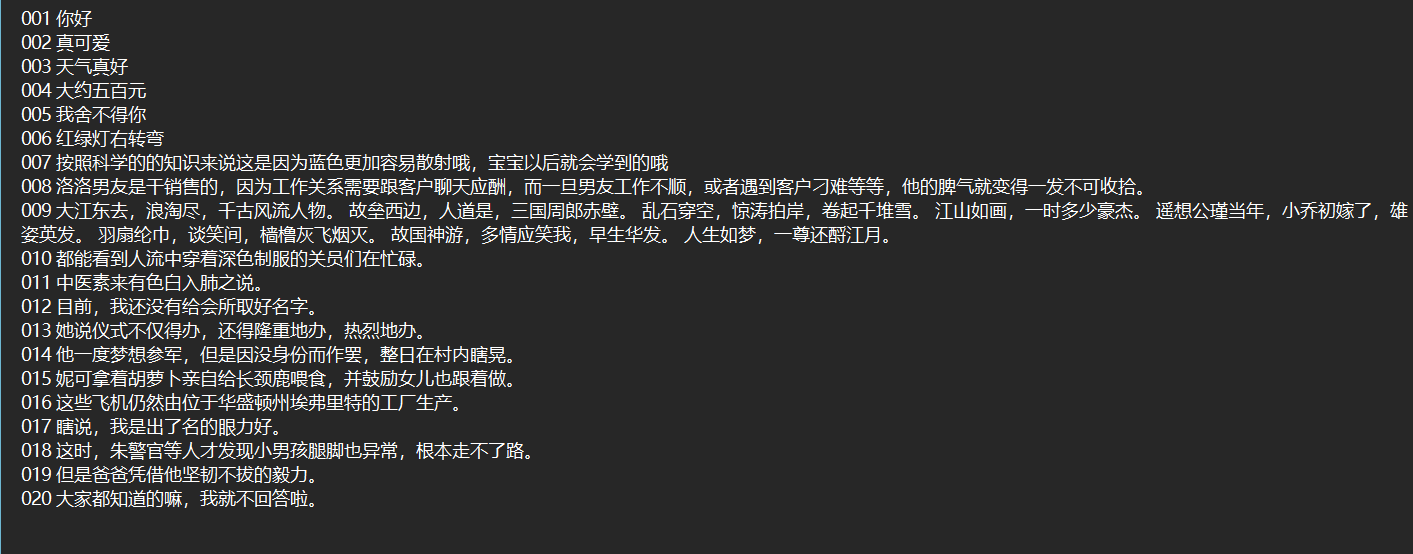 001 你好
002 真可爱
003 天气真好
004 大约五百元
005 我舍不得你
006 红绿灯右转弯
007 按照科学的的知识来说这是因为蓝色更加容易散射哦，宝宝以后就会学到的哦
008 洛洛男友是干销售的，因为工作关系需要跟客户聊天应酬，而一旦男友工作不顺，或者遇到客户刁难等等，他的脾气就变得一发不可收拾。
009 大江东去，浪淘尽，千古风流人物。 故垒西边，人道是，三国周郎赤壁。 乱石穿空，惊涛拍岸，卷起千堆雪。 江山如画，一时多少豪杰。 遥想公瑾当年，小乔初嫁了，雄
姿英发。 羽扇纶巾，谈笑间，樯橹灰飞烟灭。 故国神游，多情应笑我，早生华发。 人生如梦，一尊还酹江月。
010 都能看到人流中穿着深色制服的关员们在忙碌。
011 中医素来有色白入肺之说。
012 目前，我还没有给会所取好名字。
013 她说仪式不仅得办，还得隆重地办，热烈地办。
014 他一度梦想参军，但是因没身份而作罢，整日在村内瞎晃。
015 妮可拿着胡萝卜亲自给长颈鹿喂食，并鼓励女儿也跟着做。
016 这些飞机仍然由位于华盛顿州埃弗里特的工厂生产。
017 瞎说，我是出了名的眼力好。
018 这时，朱警官等人才发现小男孩腿脚也异常，根本走不了路。
019 但是爸爸凭借他坚韧不拔的毅力。
020 大家都知道的嘛，我就不回答啦。